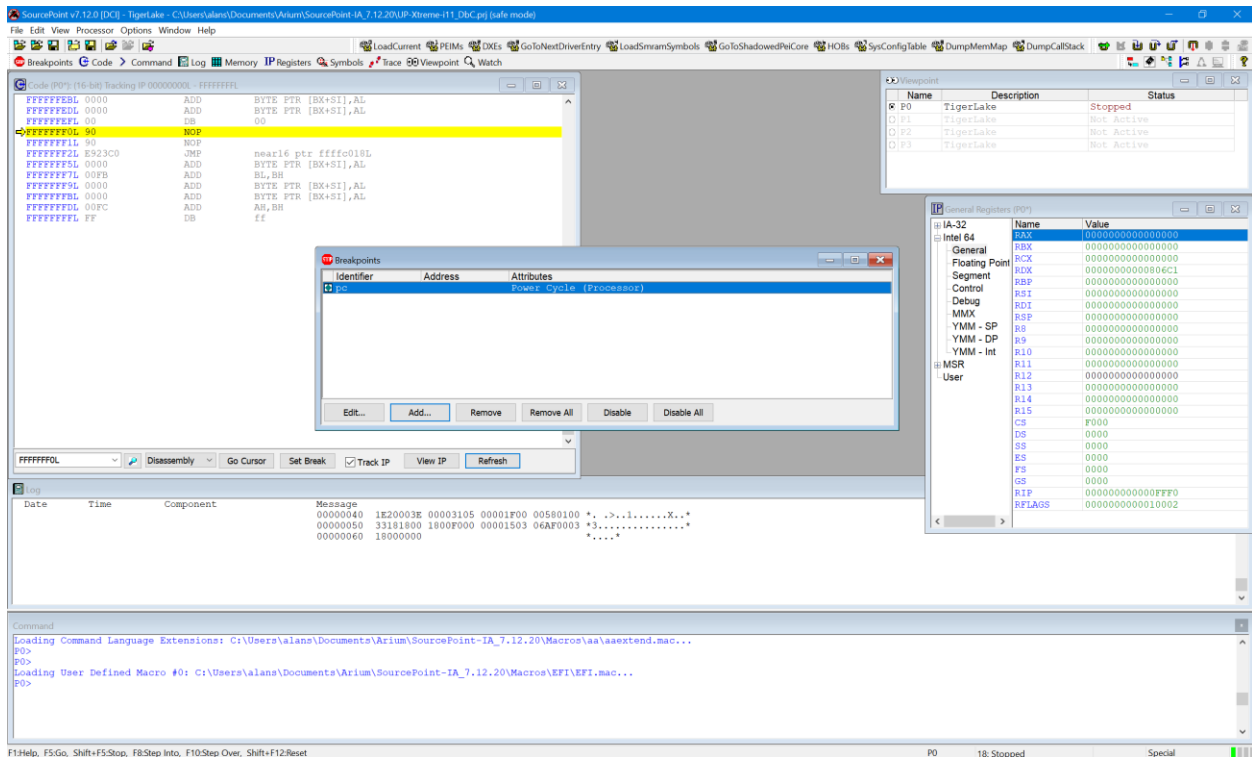 SourcePoint v7.12.0 [DCI] - TigerLake - C:\Users\alans\Documents\Arium\SourcePoint-IA_7.12.20\UP-Xtreme-i11_DbC.prj (safe mode)
File Edit View Processor Options Window Help
LoadCurrent PEIMs DXEs GoToNextDriverEntry LoadSmramSymbols GoToShadowedPeiCore HOBs SysConfigTable DumpMemMap DumpCallStack
Breakpoints Code Command Log Memory IP Registers Symbols Trace Viewpoint Watch
Code (P0*): (16-bit) Tracking IP 00000000L - FFFFFFFFL
FFFFFFEBL 0000 ADD BYTE PTR [BX+SI],AL
FFFFFFEDL 0000 ADD BYTE PTR [BX+SI],AL
FFFFFFEFL 00 DB 00
FFFFFFF0L 90 NOP
FFFFFFF1L 90 NOP
FFFFFFF2L E923C0 JMP near16 ptr ffffc018L
FFFFFFF5L 0000 ADD BYTE PTR [BX+SI],AL
FFFFFFF7L 00FB ADD BL,BH
FFFFFFF9L 0000 ADD BYTE PTR [BX+SI],AL
FFFFFFFBL 0000 ADD BYTE PTR [BX+SI],AL
FFFFFFFDL 00FC ADD AH,BH
FFFFFFFFL FF DB ff
FFFFFFF0L Disassembly Go Cursor Set Break Track IP View IP Refresh
Viewpoint
Name Description Status
P0 TigerLake Stopped
P1 TigerLake Not Active
P2 TigerLake Not Active
P3 TigerLake Not Active
Breakpoints
Identifier Address Attributes
pc Power Cycle (Processor)
Edit... Add... Remove Remove All Disable Disable All
IP General Registers (P0*)
IA-32
Intel 64
General
Floating Point
Segment
Control
Debug
MMX
YMM - SP
YMM - DP
YMM - Int
MSR
User
Name Value
RAX 0000000000000000
RBX 0000000000000000
RCX 0000000000000000
RDX 00000000000806C1
RBP 0000000000000000
RSI 0000000000000000
RDI 0000000000000000
RSP 0000000000000000
R8 0000000000000000
R9 0000000000000000
R10 0000000000000000
R11 0000000000000000
R12 0000000000000000
R13 0000000000000000
R14 0000000000000000
R15 0000000000000000
CS F000
DS 0000
SS 0000
ES 0000
FS 0000
GS 0000
RIP 000000000000FFF0
RFLAGS 0000000000010002
Log
Date Time Component Message
00000040 1E20003E 00003105 00001F00 00580100 *. .>..1......X..*
00000050 33181800 1800F000 00001503 06AF0003 *3...............*
00000060 18000000 *....*
Command
Loading Command Language Extensions: C:\Users\alans\Documents\Arium\SourcePoint-IA_7.12.20\Macros\aa\aaextend.mac...
P0>
P0>
Loading User Defined Macro #0: C:\Users\alans\Documents\Arium\SourcePoint-IA_7.12.20\Macros\EFI\EFI.mac...
P0>
F1:Help, F5:Go, Shift+F5:Stop, F8:Step Into, F10:Step Over, Shift+F12:Reset P0 18: Stopped Special